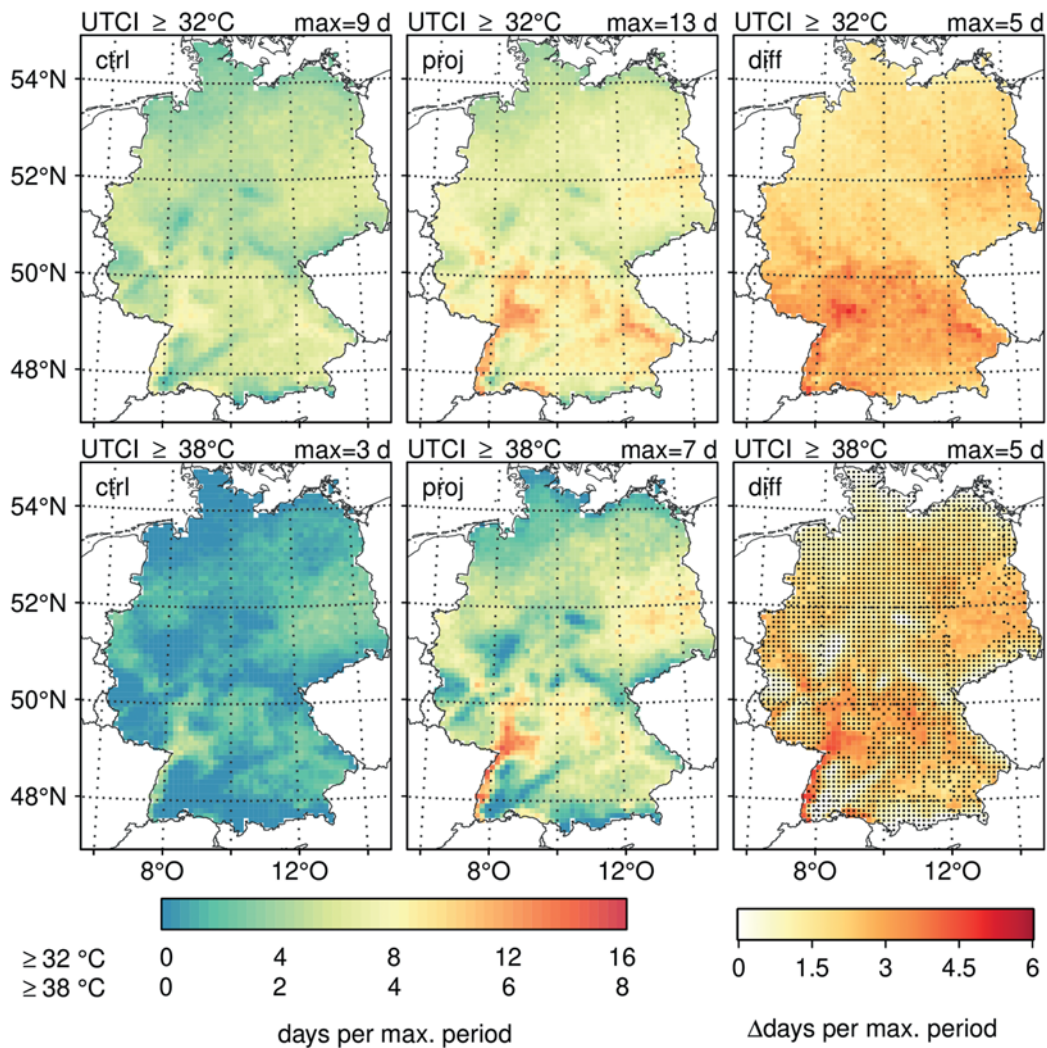 UTCI ≥ 32°C max=9 d UTCI ≥ 32°C max=13 d UTCI ≥ 32°C max=5 d
ctrl proj diff
54°N
52°N
50°N
48°N
UTCI ≥ 38°C max=3 d UTCI ≥ 38°C max=7 d UTCI ≥ 38°C max=5 d
ctrl proj diff
54°N
52°N
50°N
48°N
8°O 12°O 8°O 12°O 8°O 12°O
≥ 32 °C 0 4 8 12 16
≥ 38 °C 0 2 4 6 8
0 1.5 3 4.5 6
days per max. period
Δdays per max. period